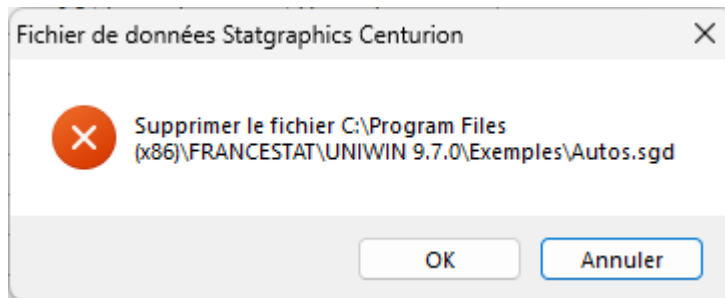 Fichier de données Statgraphics Centurion
Supprimer le fichier C:\Program Files
(x86)\FRANCESTAT\UNIWIN 9.7.0\Exemples\Autos.sgd
OK
Annuler